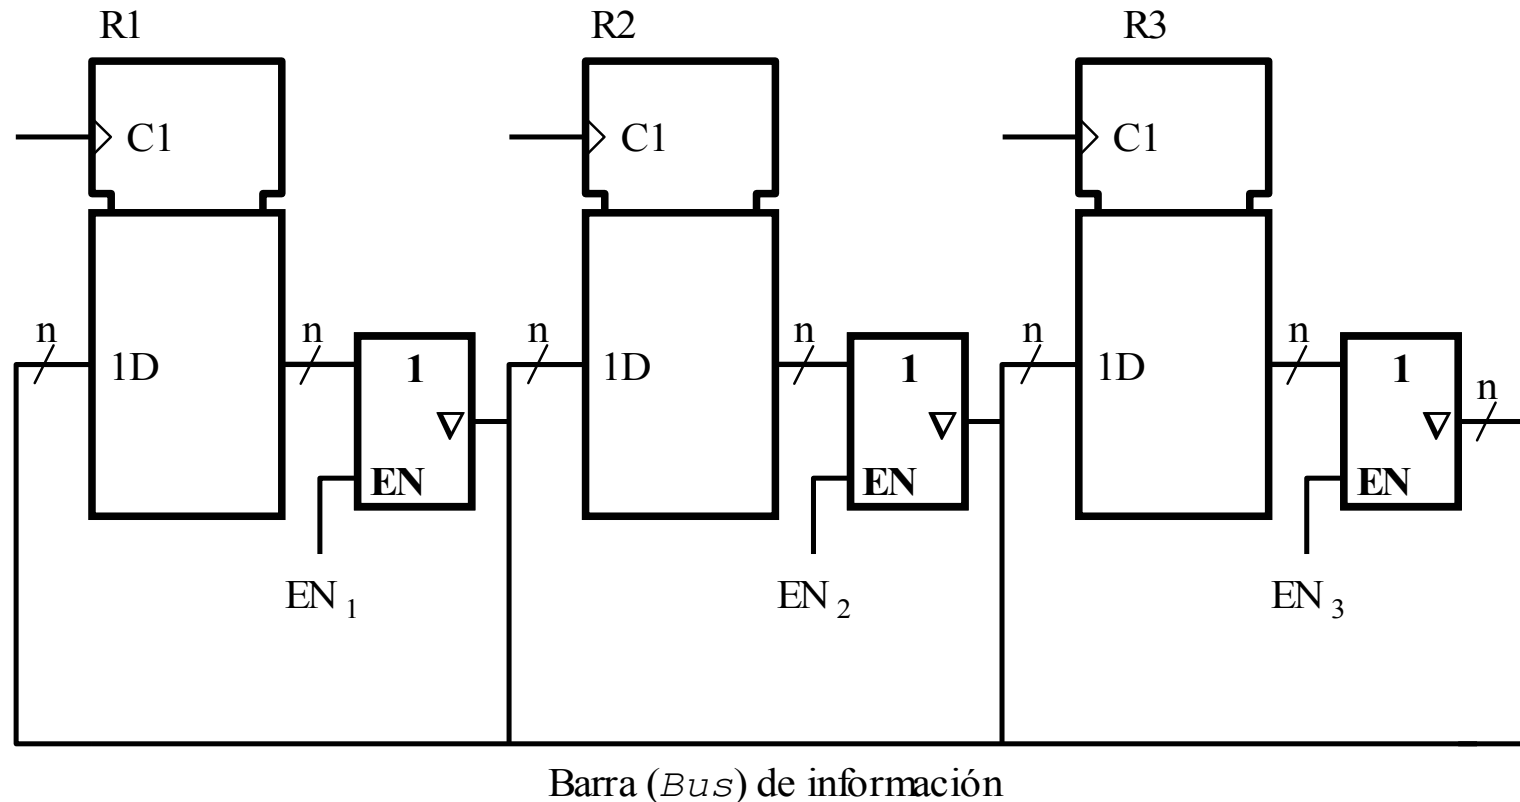 R1 R2 R3
C1 C1 C1
n n n n n n
1D 1 1D 1 1D 1 n
EN EN EN
EN 1 EN 2 EN 3
Barra (Bus) de información